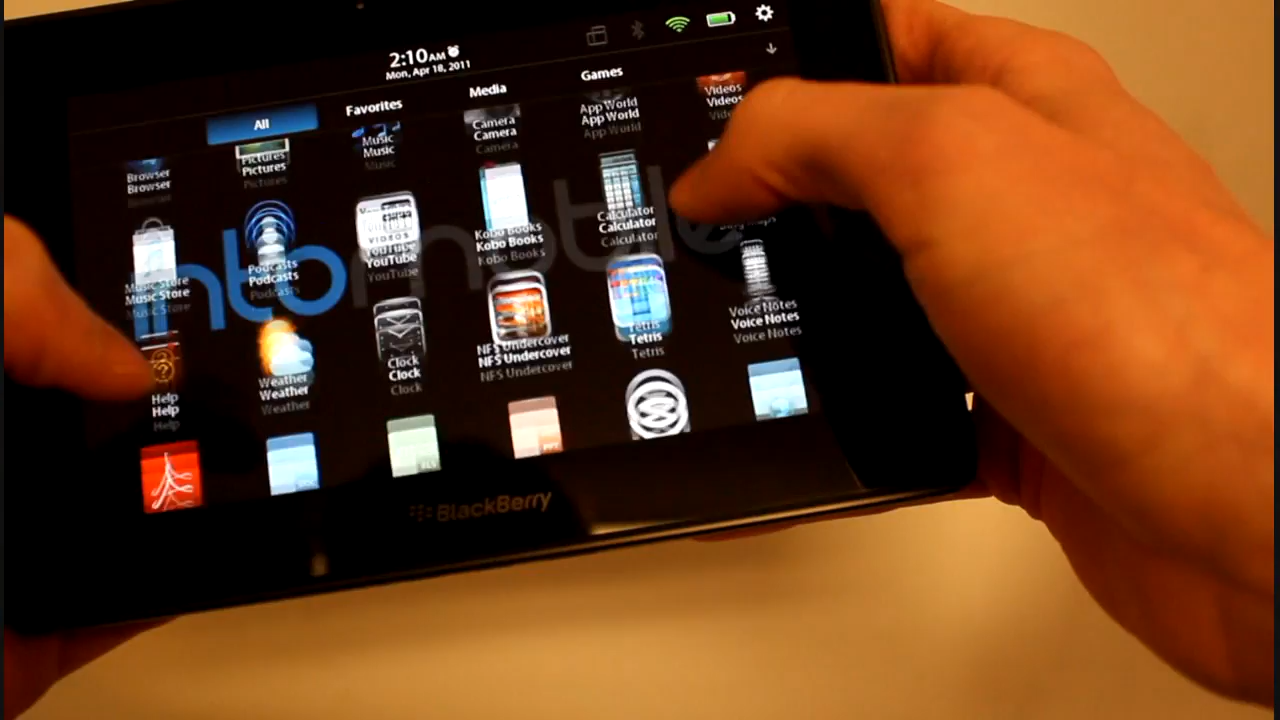 2:10AM
Mon, Apr 18, 2011
All
Favorites
Media
Games
Browser
Pictures
Music
Camera
App World
Videos
Music Store
Podcasts
YouTube
Kobo Books
Calculator
Help
Weather
Clock
NFS Undercover
Tetris
Voice Notes
intomobile
BlackBerry